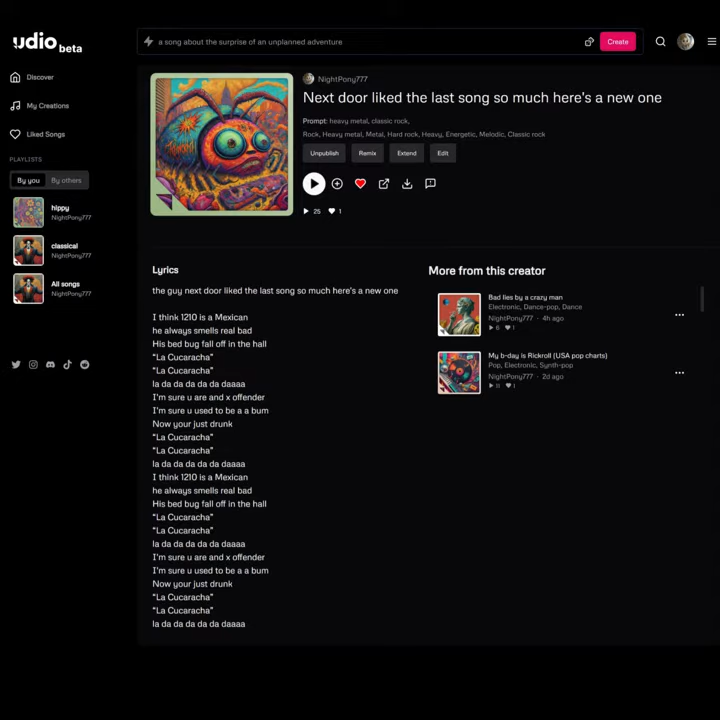 udio beta
a song about the surprise of an unplanned adventure
Create
Discover
My Creations
Liked Songs
PLAYLISTS
By you
By others
hippy
NightPony777
classical
NightPony777
All songs
NightPony777
NightPony777
Next door liked the last song so much here's a new one
Prompt: heavy metal, classic rock,
Rock, Heavy metal, Metal, Hard rock, Heavy, Energetic, Melodic, Classic rock
Unpublish
Remix
Extend
Edit
25
1
Lyrics
the guy next door liked the last song so much here's a new one
I think 1210 is a Mexican
he always smells real bad
His bed bug fall off in the hall
“La Cucaracha”
“La Cucaracha”
la da da da da da daaaa
I'm sure u are and x offender
I'm sure u used to be a a bum
Now your just drunk
“La Cucaracha”
“La Cucaracha”
la da da da da da daaaa
I think 1210 is a Mexican
he always smells real bad
His bed bug fall off in the hall
“La Cucaracha”
“La Cucaracha”
la da da da da da daaaa
I'm sure u are and x offender
I'm sure u used to be a a bum
Now your just drunk
“La Cucaracha”
“La Cucaracha”
la da da da da da daaaa
More from this creator
Bad lies by a crazy man
Electronic, Dance-pop, Dance
NightPony777 · 4h ago
6 1
My b-day is Rickroll (USA pop charts)
Pop, Electronic, Synth-pop
NightPony777 · 2d ago
11 1